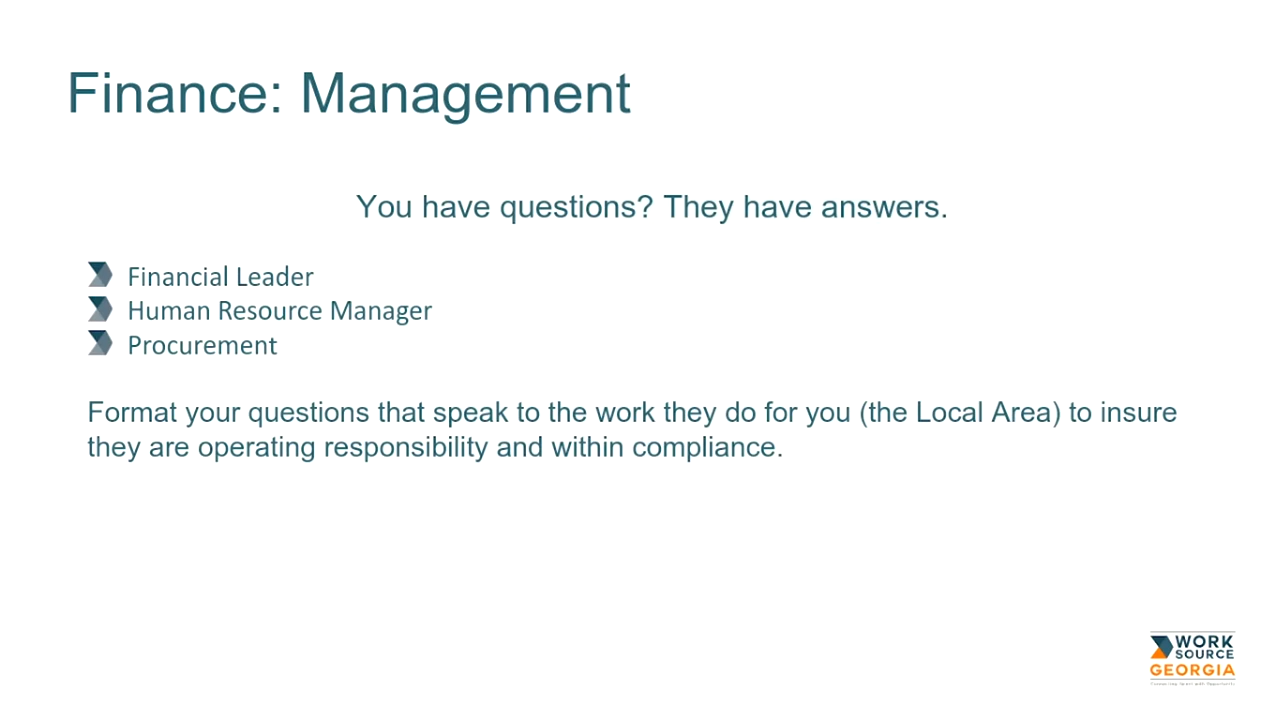 Finance: Management
You have questions? They have answers.
Financial Leader
Human Resource Manager
Procurement
Format your questions that speak to the work they do for you (the Local Area) to insure
they are operating responsibility and within compliance.
WORK
SOURCE
GEORGIA